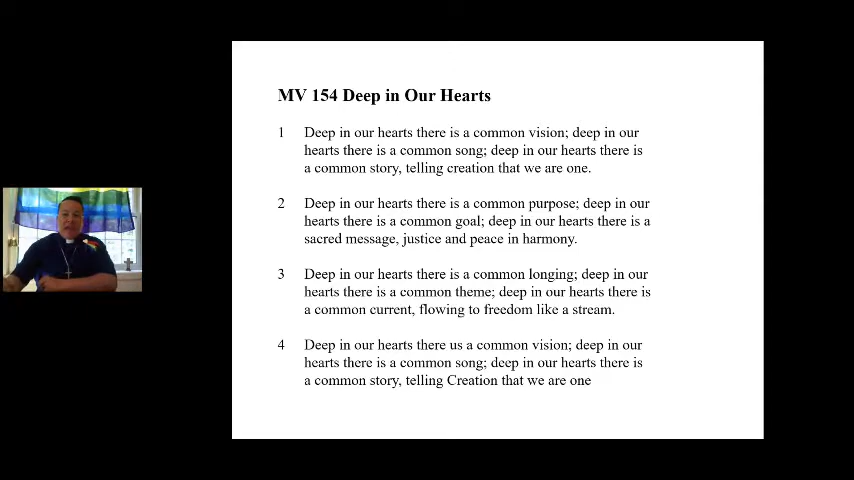 MV 154 Deep in Our Hearts
1 Deep in our hearts there is a common vision; deep in our
hearts there is a common song; deep in our hearts there is
a common story, telling creation that we are one.
2 Deep in our hearts there is a common purpose; deep in our
hearts there is a common goal; deep in our hearts there is a
sacred message, justice and peace in harmony.
3 Deep in our hearts there is a common longing; deep in our
hearts there is a common theme; deep in our hearts there is
a common current, flowing to freedom like a stream.
4 Deep in our hearts there us a common vision; deep in our
hearts there is a common song; deep in our hearts there is
a common story, telling Creation that we are one